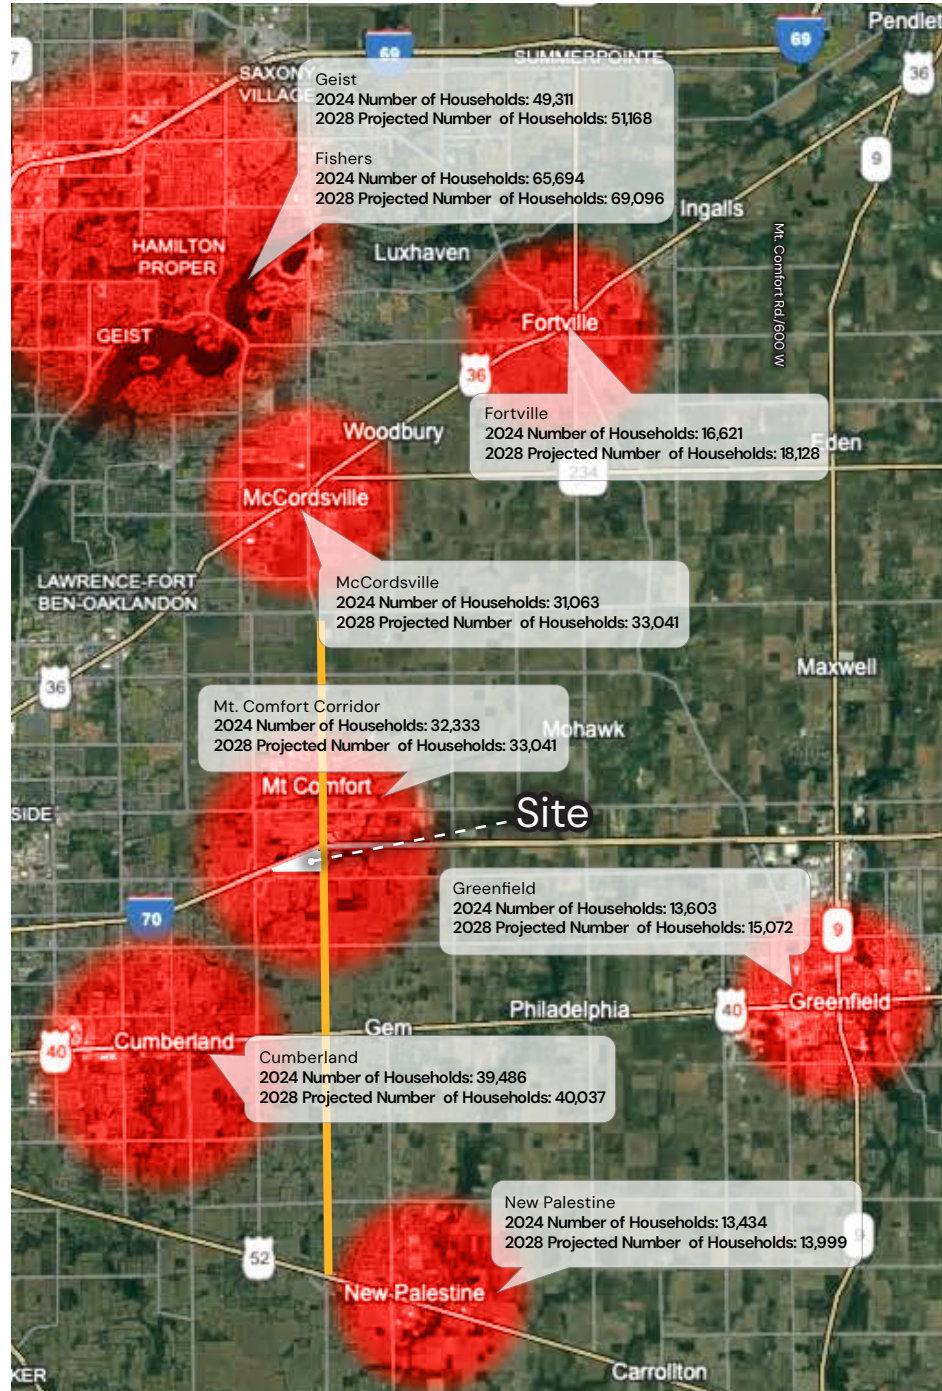 Pendlet
69
69
SUMMERPOINTE
7
36
SAXONY
VILLAGE
Geist
2024 Number of Households: 49,311
2028 Projected Number of Households: 51,168
Fishers
2024 Number of Households: 65,694
2028 Projected Number of Households: 69,096
9
Ingalls
Mt. Comfort Rd./600 W
HAMILTON
PROPER
Luxhaven
GEIST
Fortville
36
Fortville
2024 Number of Households: 16,621
2028 Projected Number of Households: 18,128
Woodbury
Eden
234
McCordsville
LAWRENCE-FORT
BEN-OAKLANDON
McCordsville
2024 Number of Households: 31,063
2028 Projected Number of Households: 33,041
36
Maxwell
Mt. Comfort Corridor
2024 Number of Households: 32,333
2028 Projected Number of Households: 33,041
Mohawk
Mt Comfort
SIDE
Site
70
Greenfield
2024 Number of Households: 13,603
2028 Projected Number of Households: 15,072
9
Greenfield
40
Philadelphia
Gem
Cumberland
40
Cumberland
2024 Number of Households: 39,486
2028 Projected Number of Households: 40,037
New Palestine
2024 Number of Households: 13,434
2028 Projected Number of Households: 13,999
9
52
New Palestine
KER
Carrollton